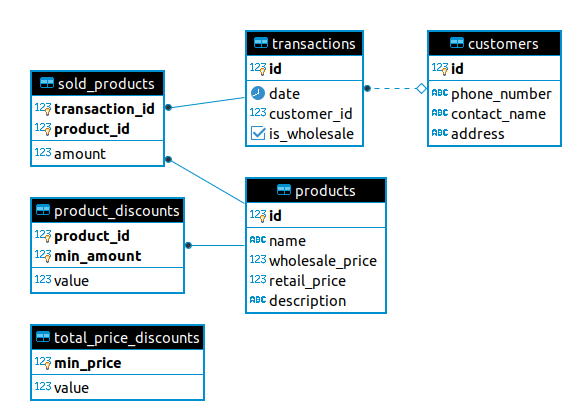 sold_products
123 transaction_id
123 product_id
123 amount
transactions
123 id
date
123 customer_id
is_wholesale
customers
123 id
ABC phone_number
ABC contact_name
ABC address
product_discounts
123 product_id
123 min_amount
123 value
products
123 id
ABC name
123 wholesale_price
123 retail_price
ABC description
total_price_discounts
123 min_price
123 value